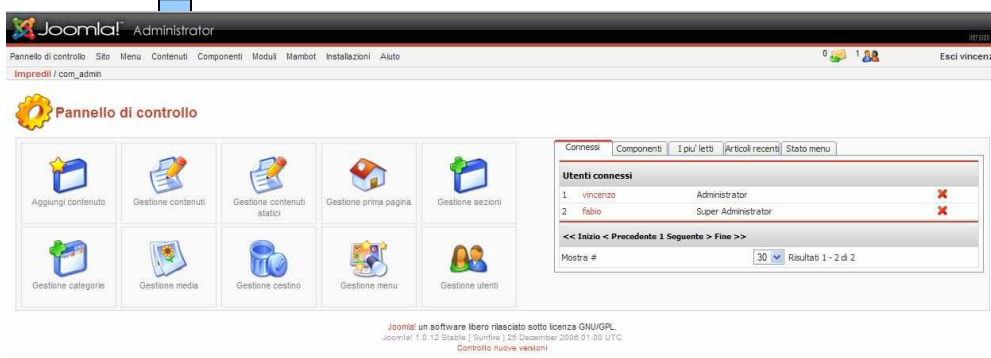 Joomla! Administrator
Pannello di controllo Sito Menu Contenuti Componenti Moduli Mambot Installazioni Aiuto 0 1 Esci vincenz
Impredil / com_admin
Pannello di controllo
Aggiungi contenuto
Gestione contenuti
Gestione contenuti statici
Gestione prima pagina
Gestione sezioni
Gestione categorie
Gestione media
Gestione cestino
Gestione menu
Gestione utenti
Connessi Componenti I piu' letti Articoli recenti Stato menu
Utenti connessi
1 vincenzo Administrator
2 fabio Super Administrator
<< Inizio < Precedente 1 Seguente > Fine >>
Mostra # 30 Risultati 1 - 2 di 2
Joomla! un software libero rilasciato sotto licenza GNU/GPL.
Joomla! 1.0.12 Stable [ Sunfire ] 25 December 2006 01:00 UTC
Controllo nuove versioni